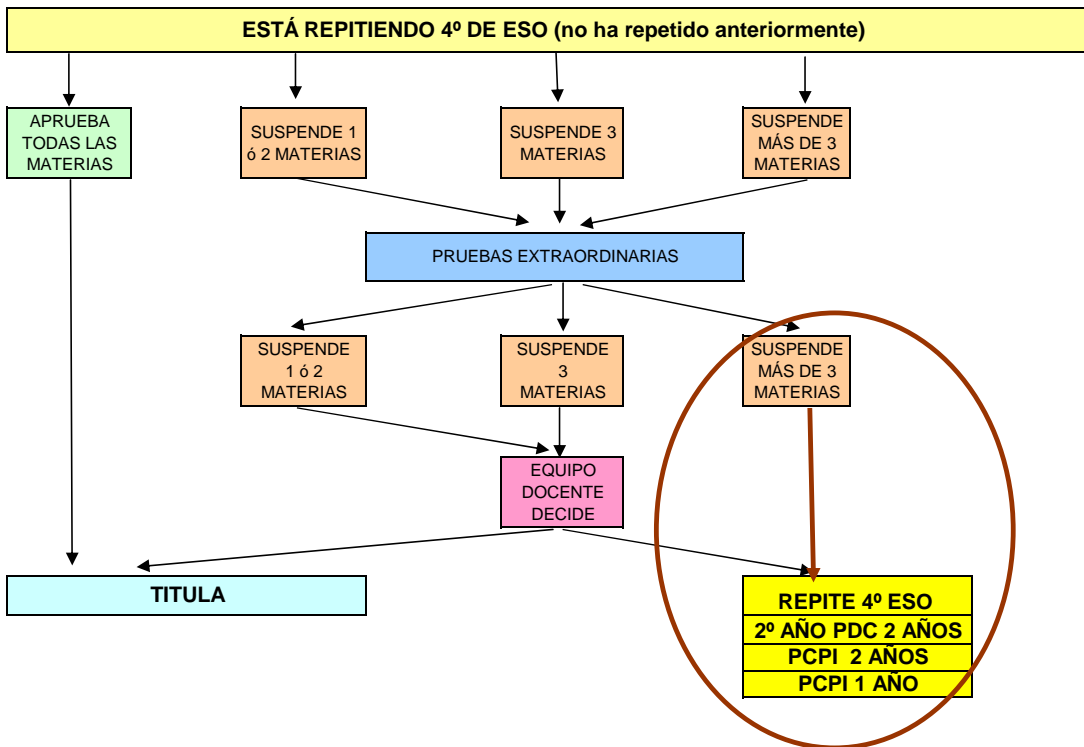 ESTÁ REPITIENDO 4º DE ESO (no ha repetido anteriormente)
APRUEBA
TODAS LAS
MATERIAS
SUSPENDE 1
ó 2 MATERIAS
SUSPENDE 3
MATERIAS
SUSPENDE
MÁS DE 3
MATERIAS
PRUEBAS EXTRAORDINARIAS
SUSPENDE
1 ó 2
MATERIAS
SUSPENDE
3
MATERIAS
SUSPENDE
MÁS DE 3
MATERIAS
EQUIPO
DOCENTE
DECIDE
TITULA
REPITE 4º ESO
2º AÑO PDC 2 AÑOS
PCPI 2 AÑOS
PCPI 1 AÑO